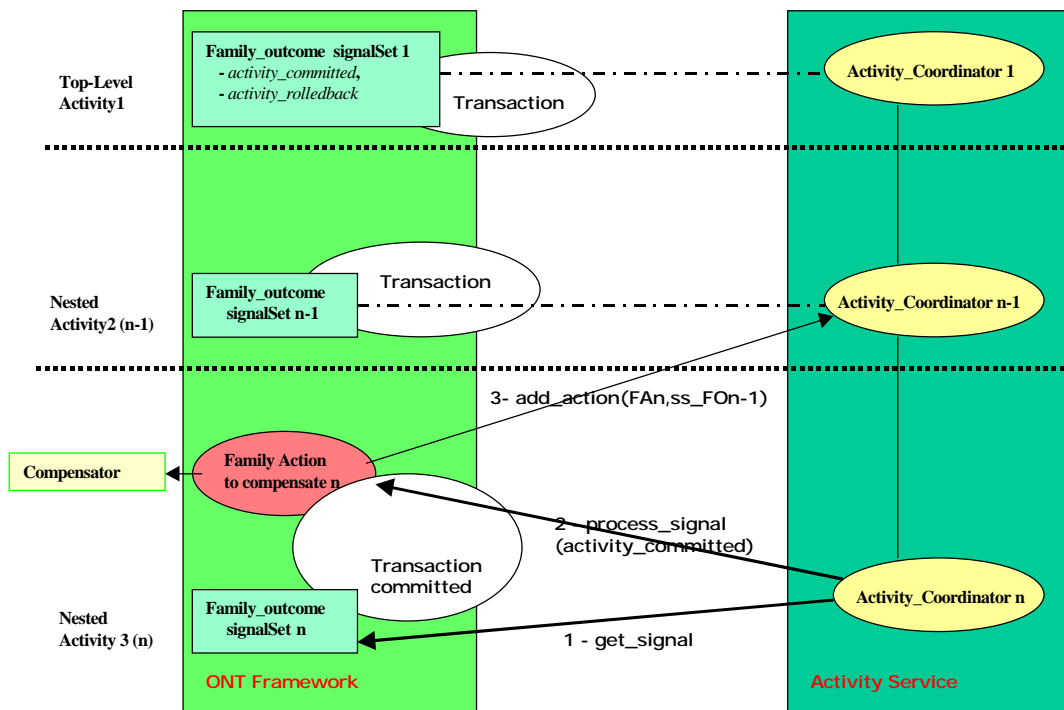 Family_outcome signalSet 1
- activity_committed,
- activity_rolledback
Top-Level
Activity1
Transaction
Activity_Coordinator 1
Transaction
Nested
Activity2 (n-1)
Family_outcome
signalSet n-1
Activity_Coordinator n-1
3- add_action(FAn,ss_FOn-1)
Compensator
Family Action
to compensate n
2 - process_signal
(activity_committed)
Transaction
committed
Nested
Activity 3 (n)
Family_outcome
signalSet n
Activity_Coordinator n
1 - get_signal
ONT Framework
Activity Service